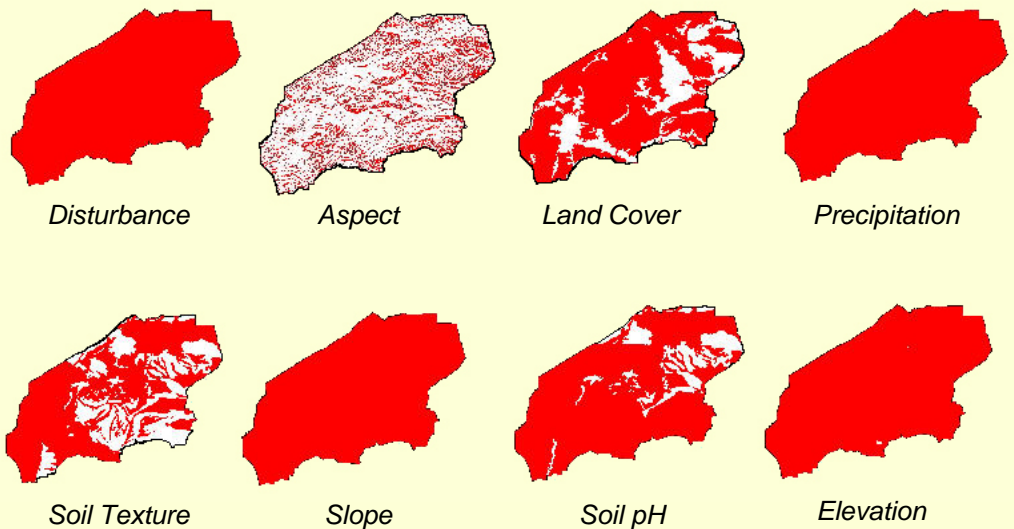 Disturbance
Aspect
Land Cover
Precipitation
Soil Texture
Slope
Soil pH
Elevation